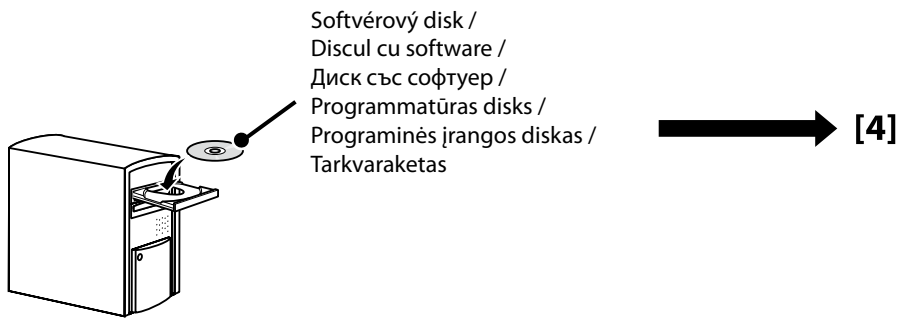 Softvérový disk /
Discul cu software /
Диск със софтуер /
Programmatūras disks /
Programinės įrangos diskas /
Tarkvaraketas
[4]